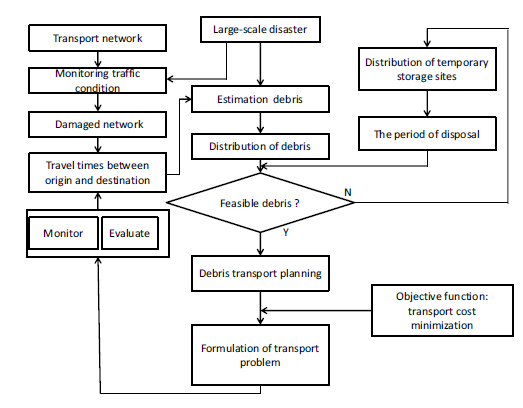 Transport network
Large-scale disaster
Monitoring traffic
condition
Distribution of temporary
storage sites
Estimation debris
Damaged network
The period of disposal
Distribution of debris
Travel times between
origin and destination
N
Feasible debris ?
Monitor
Evaluate
Y
Debris transport planning
Objective function:
transport cost
minimization
Formulation of transport
problem